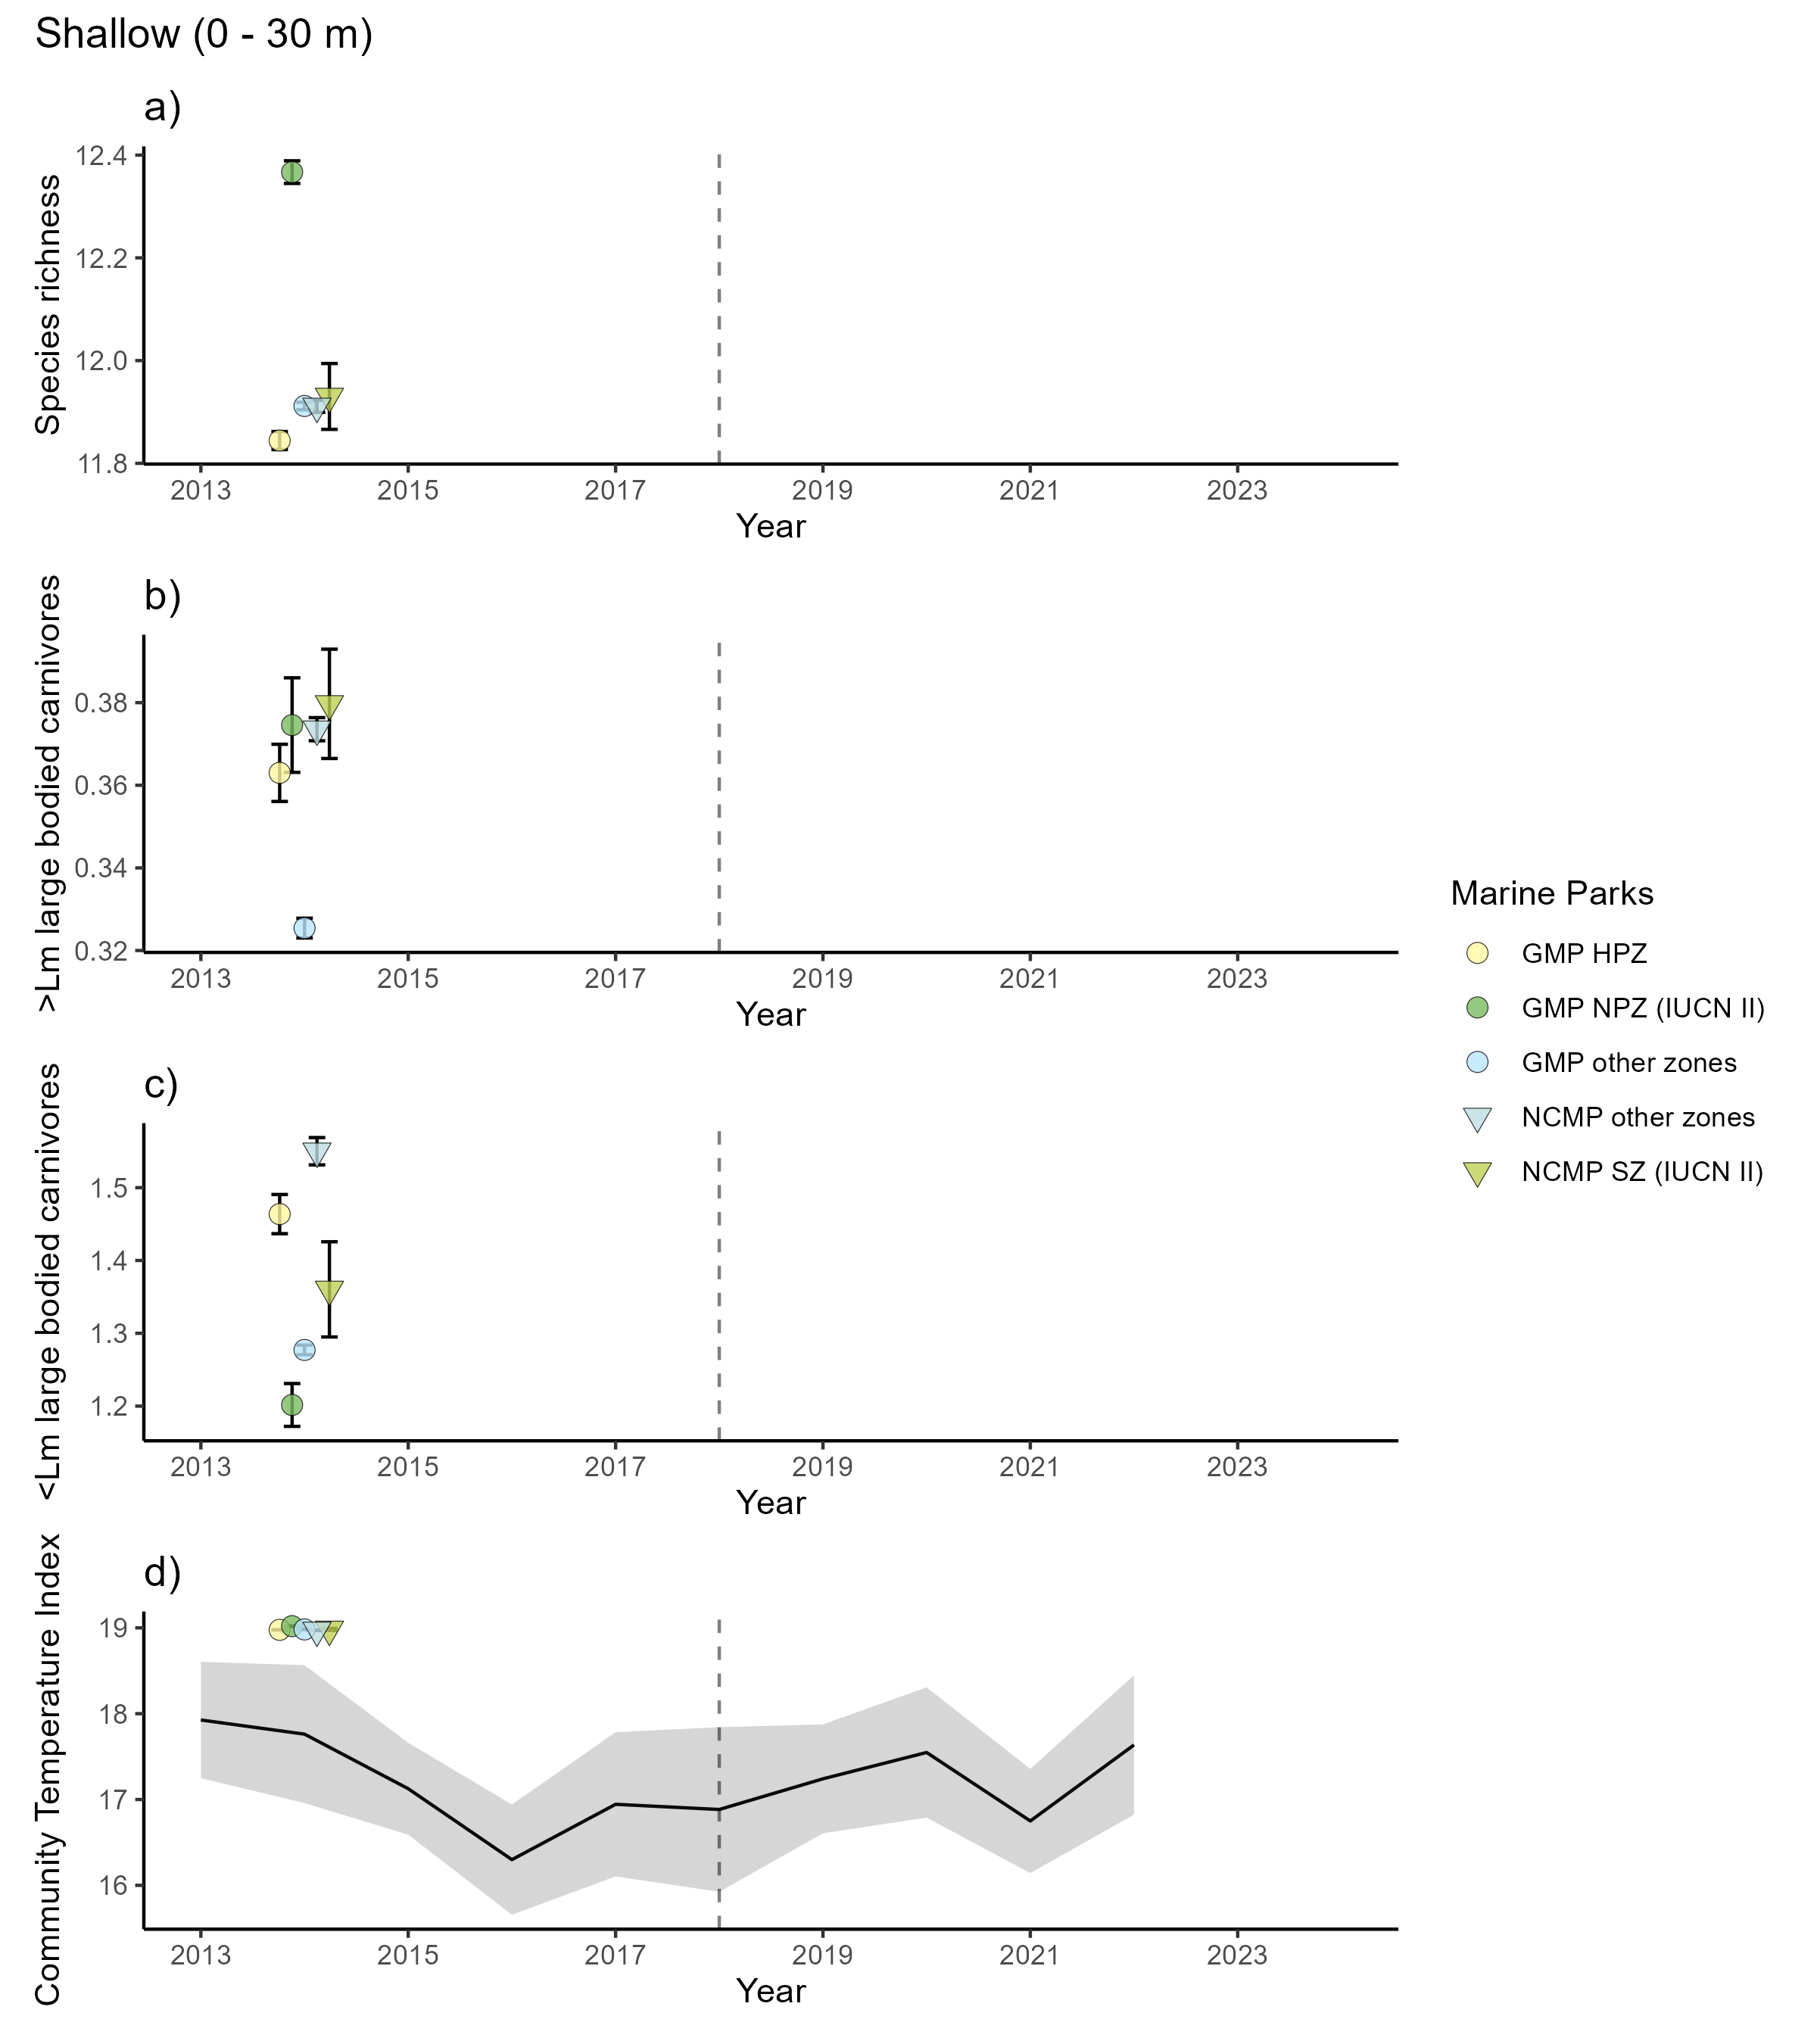 Shallow (0 - 30 m)
a)
Species richness
12.4
12.2
12.0
11.8
2013 2015 2017 2019 2021 2023
Year
b)
>Lm large bodied carnivores
0.38
0.36
0.34
0.32
2013 2015 2017 2019 2021 2023
Year
c)
<Lm large bodied carnivores
1.5
1.4
1.3
1.2
2013 2015 2017 2019 2021 2023
Year
d)
Community Temperature Index
19
18
17
16
2013 2015 2017 2019 2021 2023
Year
Marine Parks
GMP HPZ
GMP NPZ (IUCN II)
GMP other zones
NCMP other zones
NCMP SZ (IUCN II)